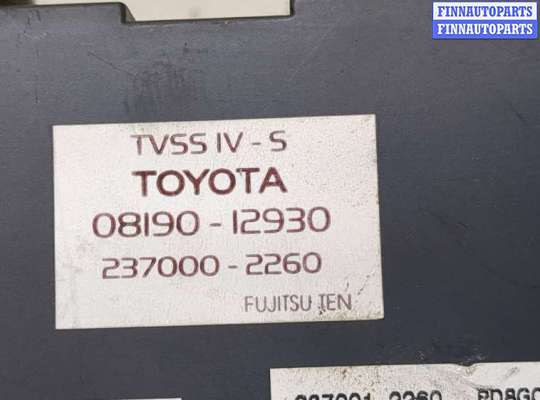 FINNAUTOPARTS
FINNAUTOPARTS
TVSS IV - S
TOYOTA
08190 - 12930
237000 - 2260
FUJITSU TEN